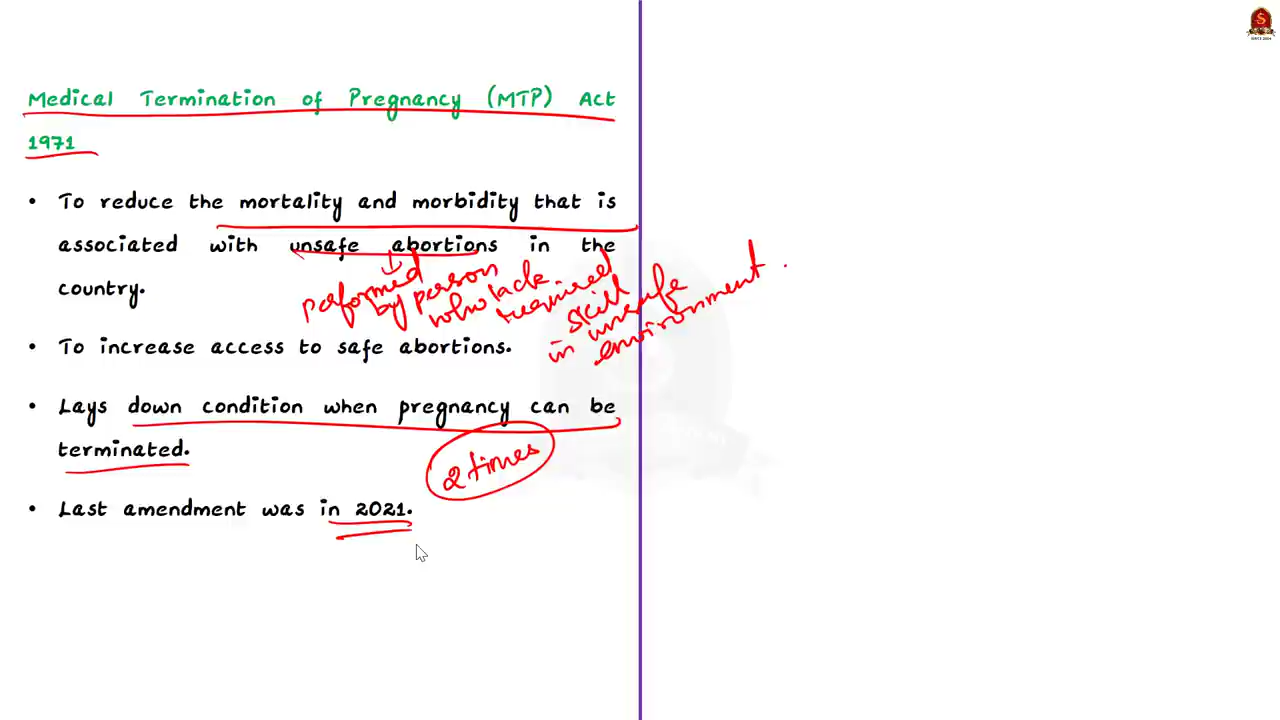 Medical Termination of Pregnancy (MTP) Act
1971
• To reduce the mortality and morbidity that is
associated with unsafe abortions in the
country.
performed
by person
who lack
required
skill
in unsafe
environment.
• To increase access to safe abortions.
• Lays down condition when pregnancy can be
terminated.
2 times
• Last amendment was in 2021.